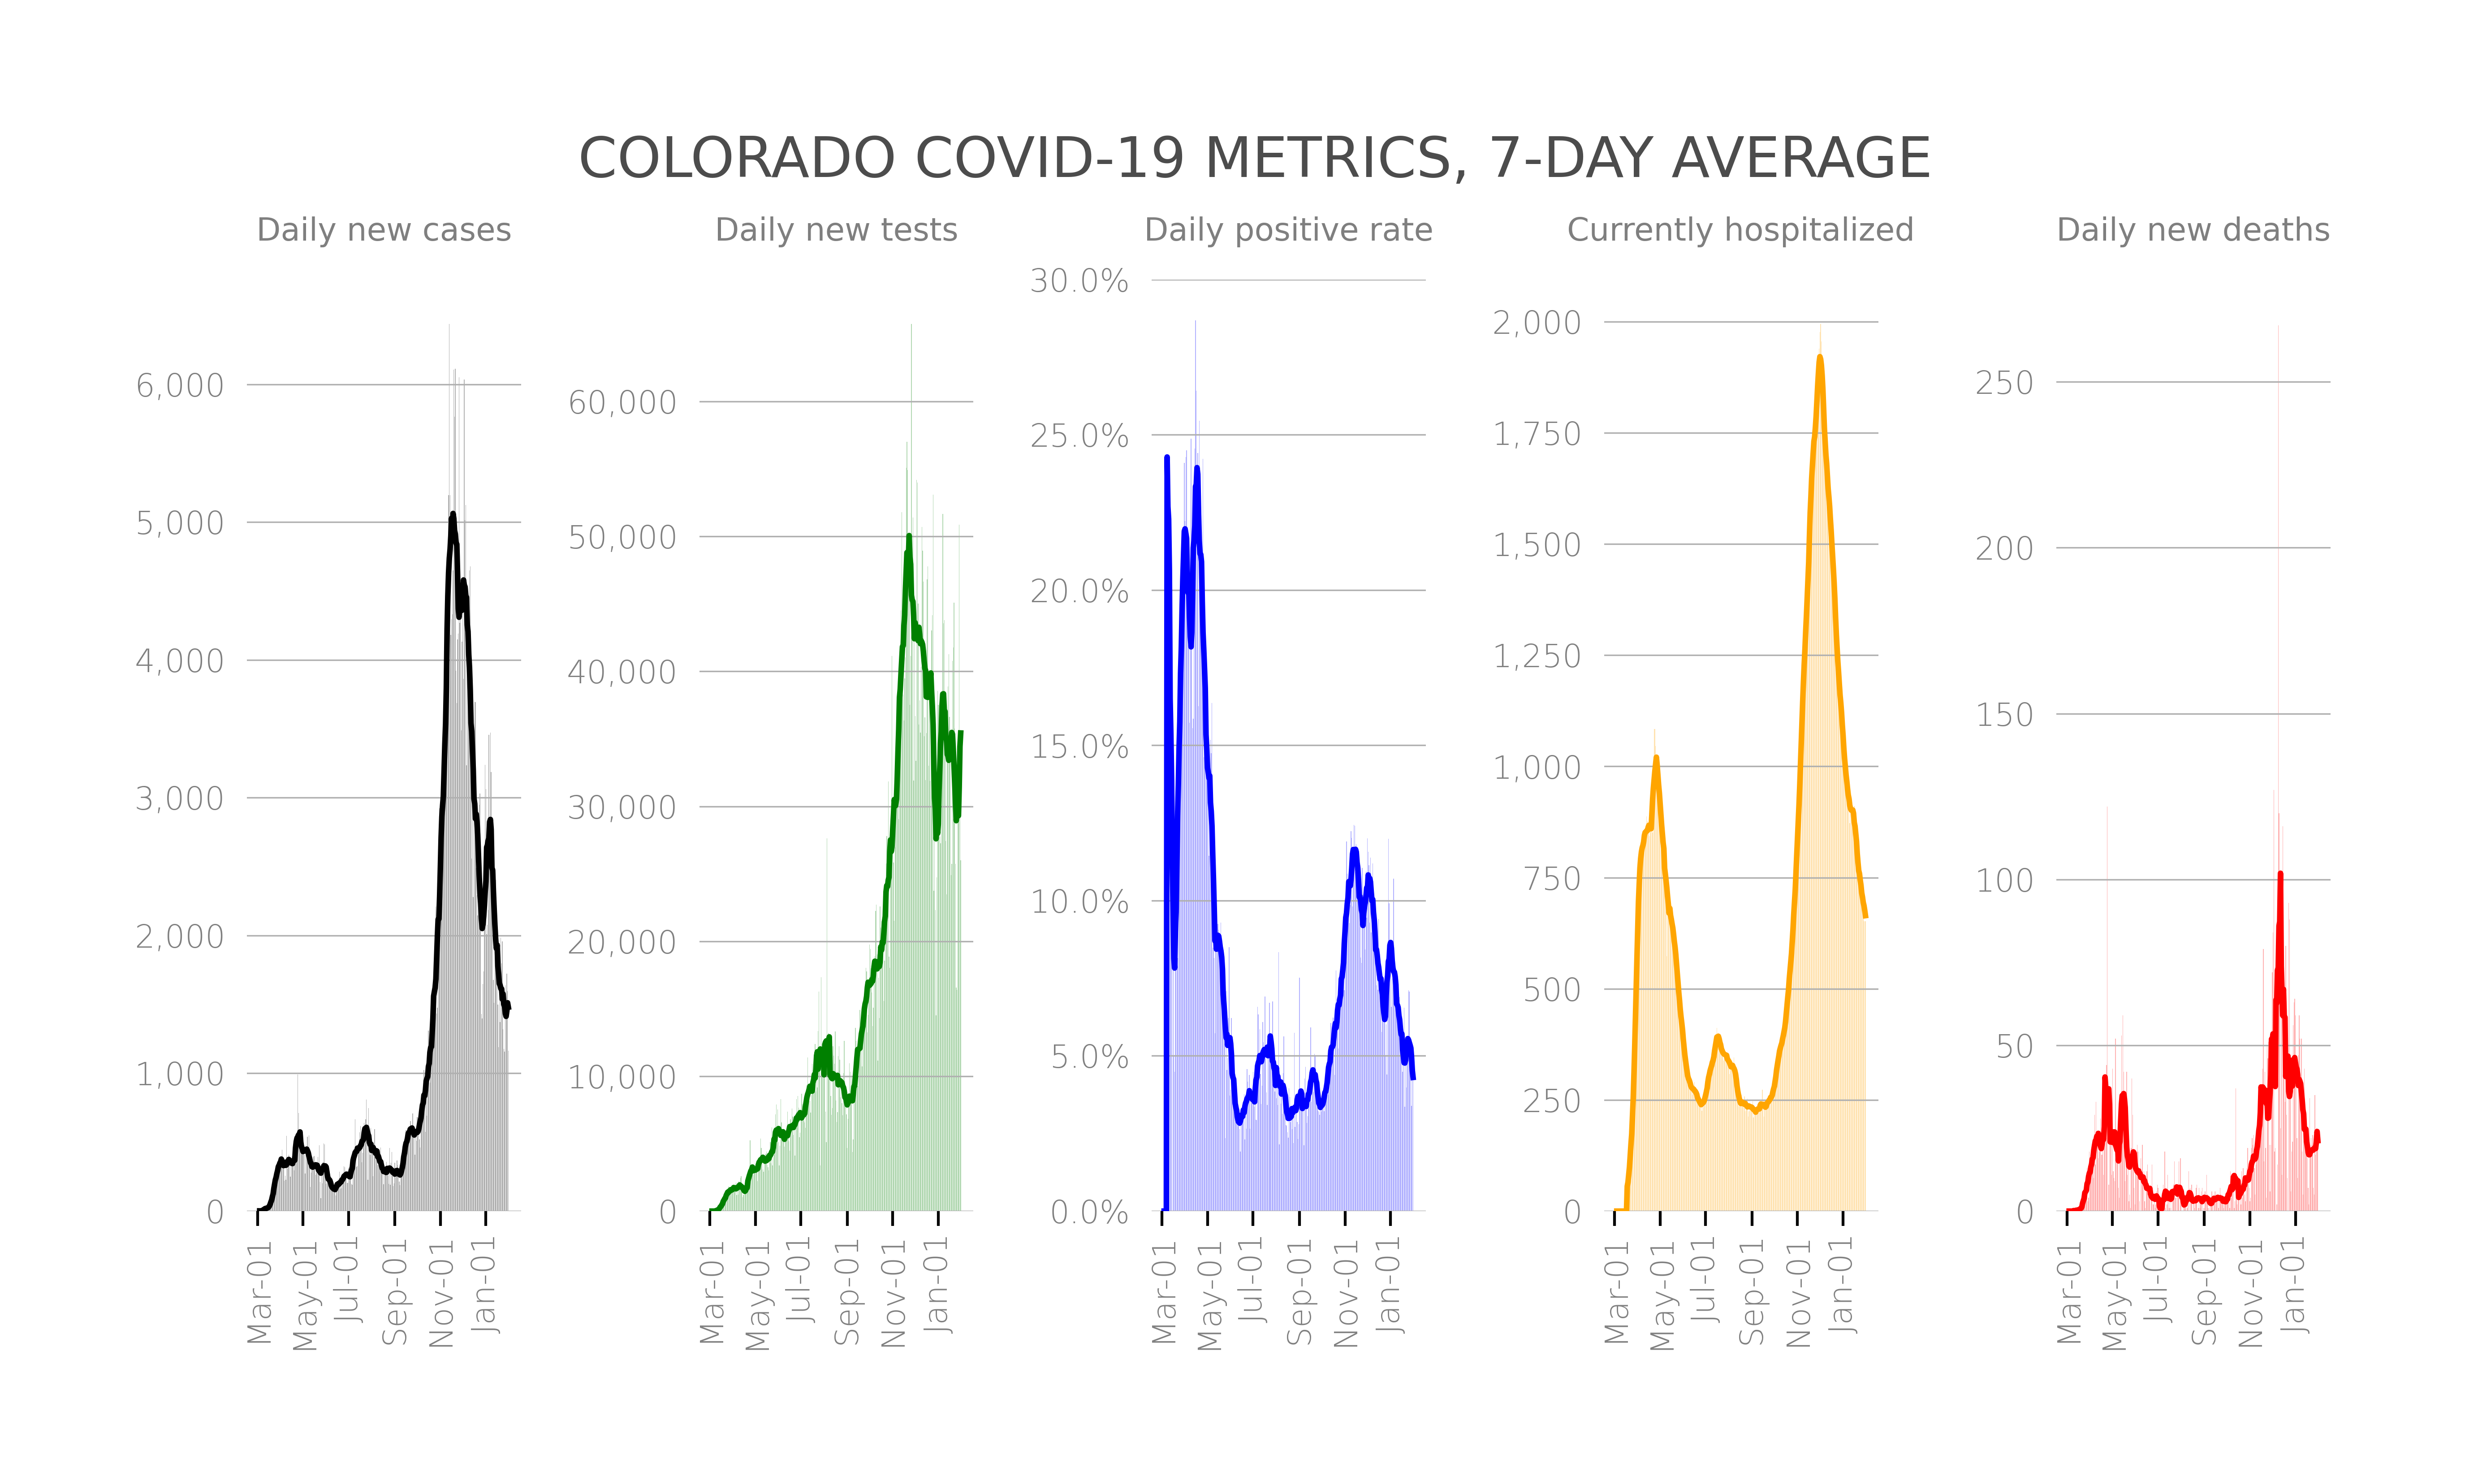 COLORADO COVID-19 METRICS, 7-DAY AVERAGE
Daily new cases
6,000
5,000
4,000
3,000
2,000
1,000
0
Mar-01
May-01
Jul-01
Sep-01
Nov-01
Jan-01
Daily new tests
60,000
50,000
40,000
30,000
20,000
10,000
0
Mar-01
May-01
Jul-01
Sep-01
Nov-01
Jan-01
Daily positive rate
30.0%
25.0%
20.0%
15.0%
10.0%
5.0%
0.0%
Mar-01
May-01
Jul-01
Sep-01
Nov-01
Jan-01
Currently hospitalized
2,000
1,750
1,500
1,250
1,000
750
500
250
0
Mar-01
May-01
Jul-01
Sep-01
Nov-01
Jan-01
Daily new deaths
250
200
150
100
50
0
Mar-01
May-01
Jul-01
Sep-01
Nov-01
Jan-01